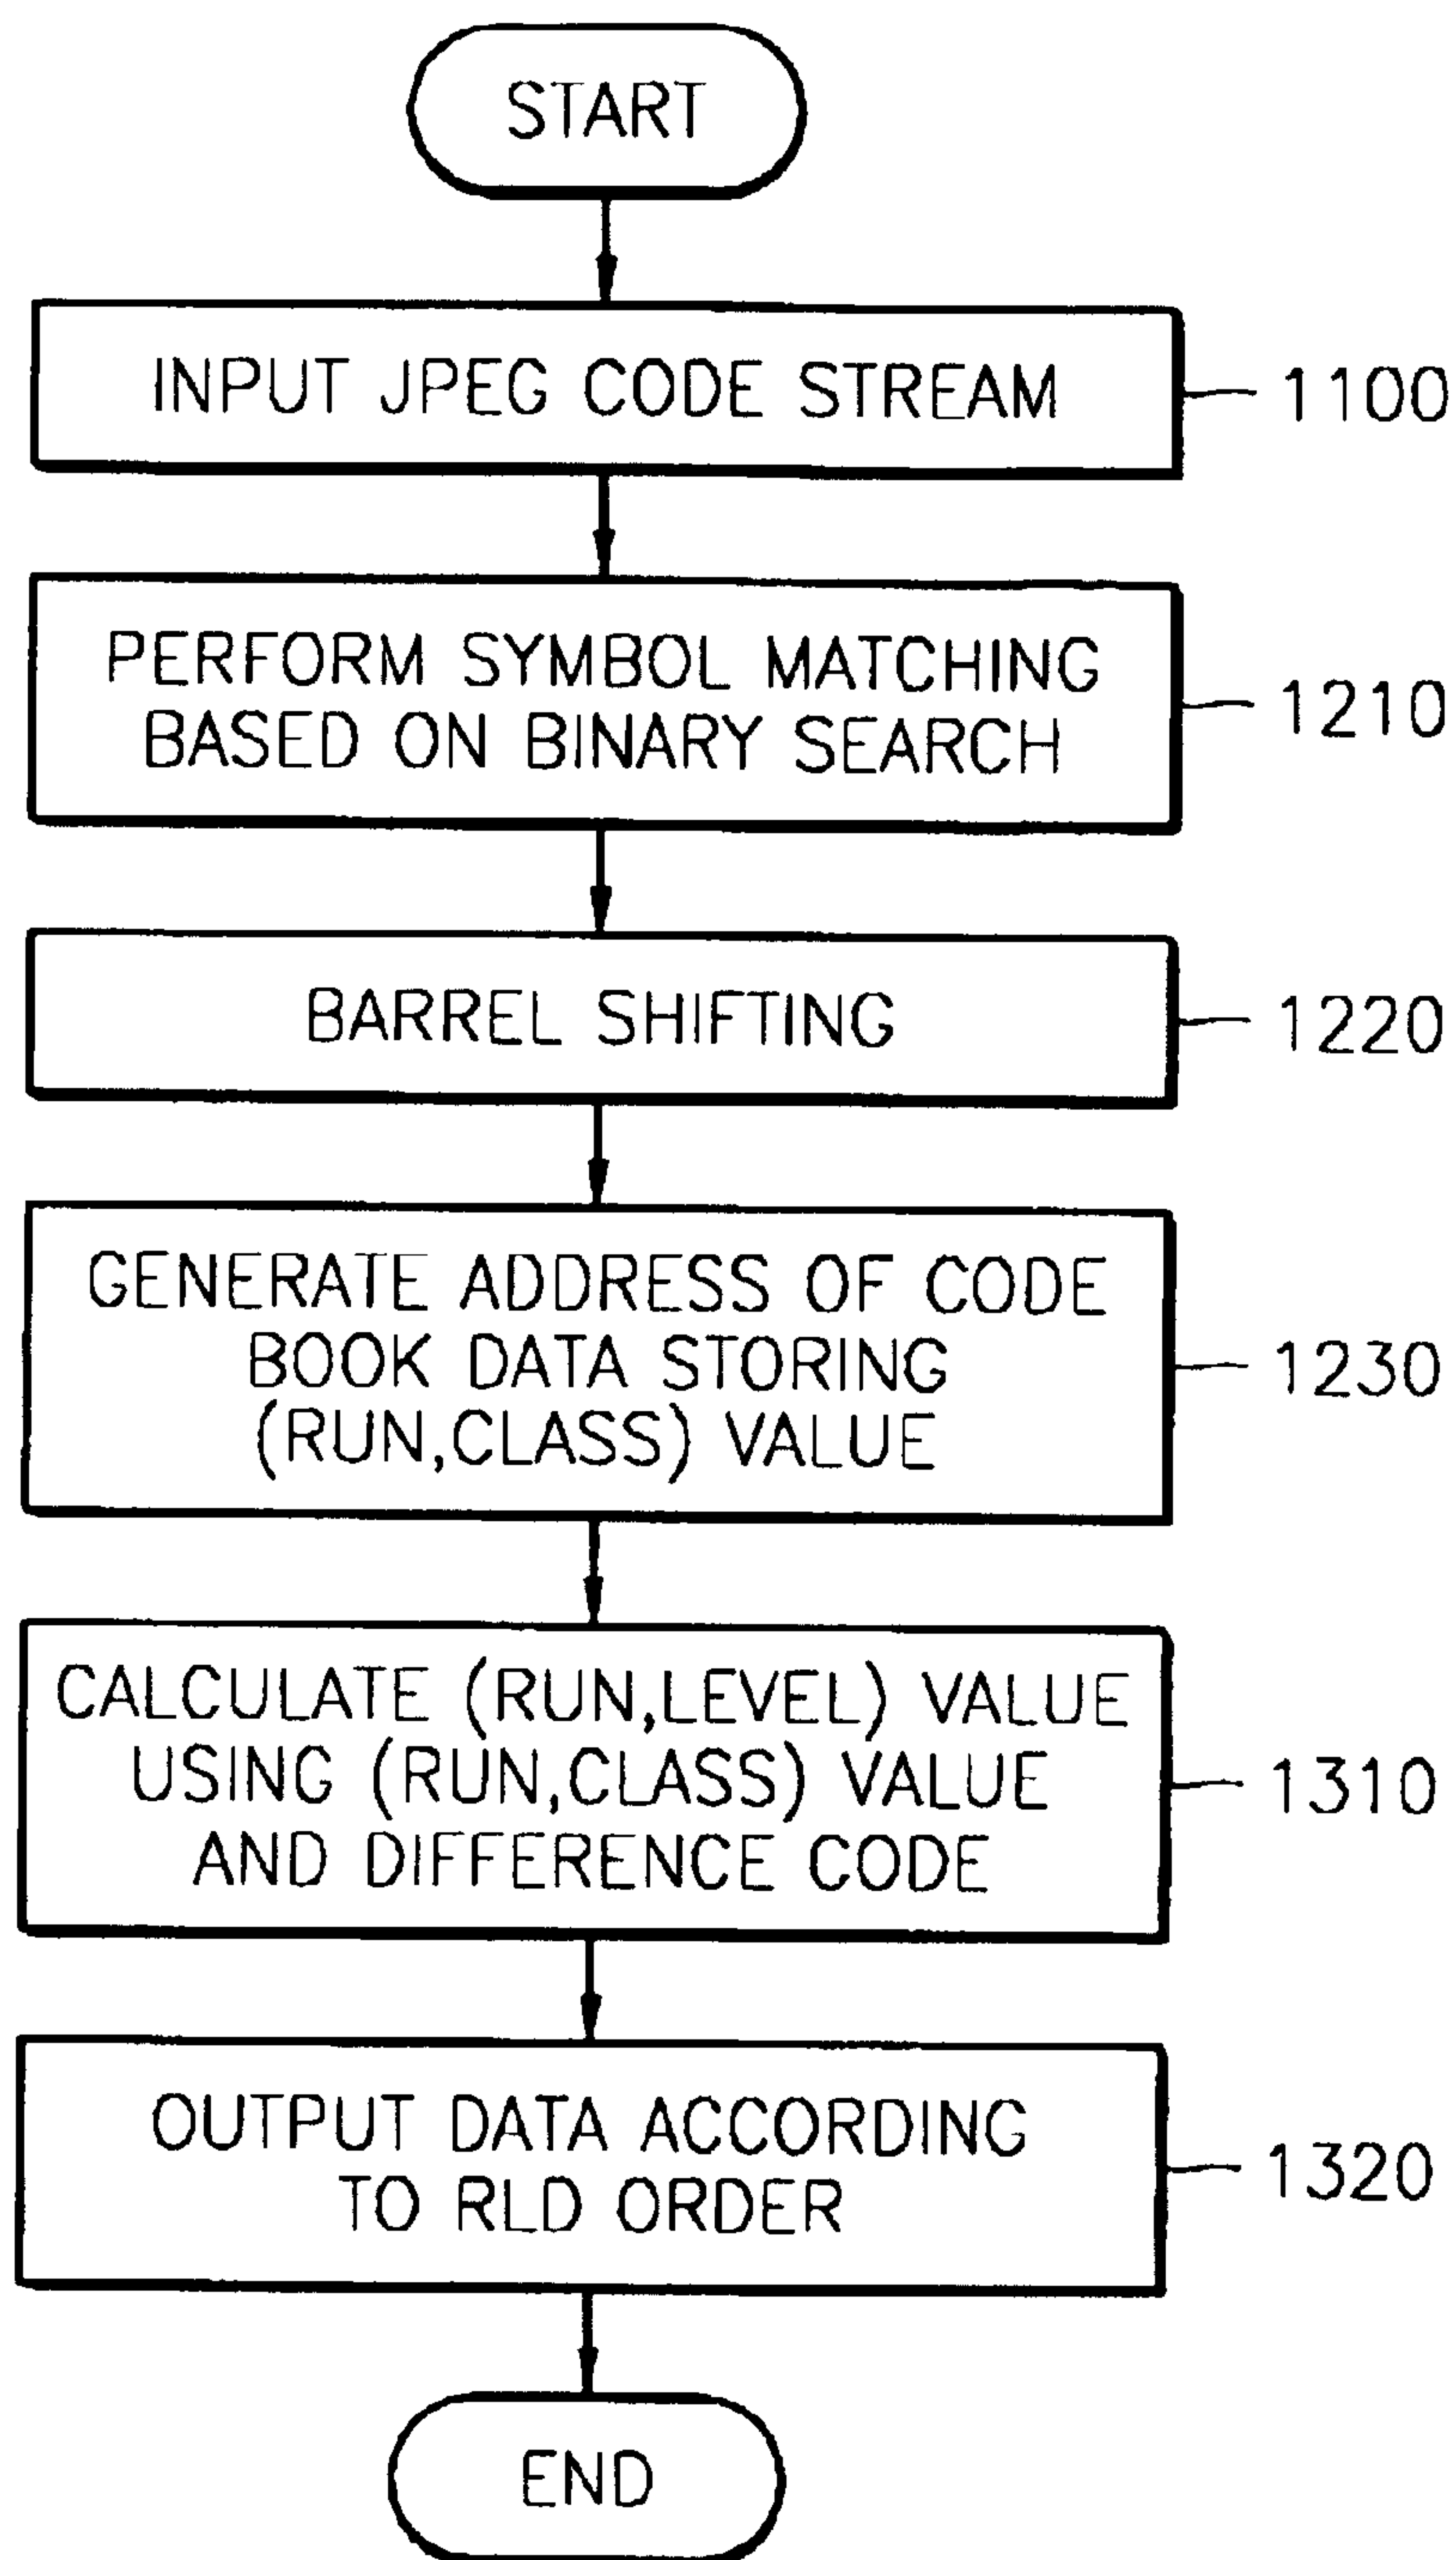 START
INPUT JPEG CODE STREAM
1100
PERFORM SYMBOL MATCHING
BASED ON BINARY SEARCH
1210
BARREL SHIFTING
1220
GENERATE ADDRESS OF CODE
BOOK DATA STORING
(RUN,CLASS) VALUE
1230
CALCULATE (RUN,LEVEL) VALUE
USING (RUN,CLASS) VALUE
AND DIFFERENCE CODE
1310
OUTPUT DATA ACCORDING
TO RLD ORDER
1320
END